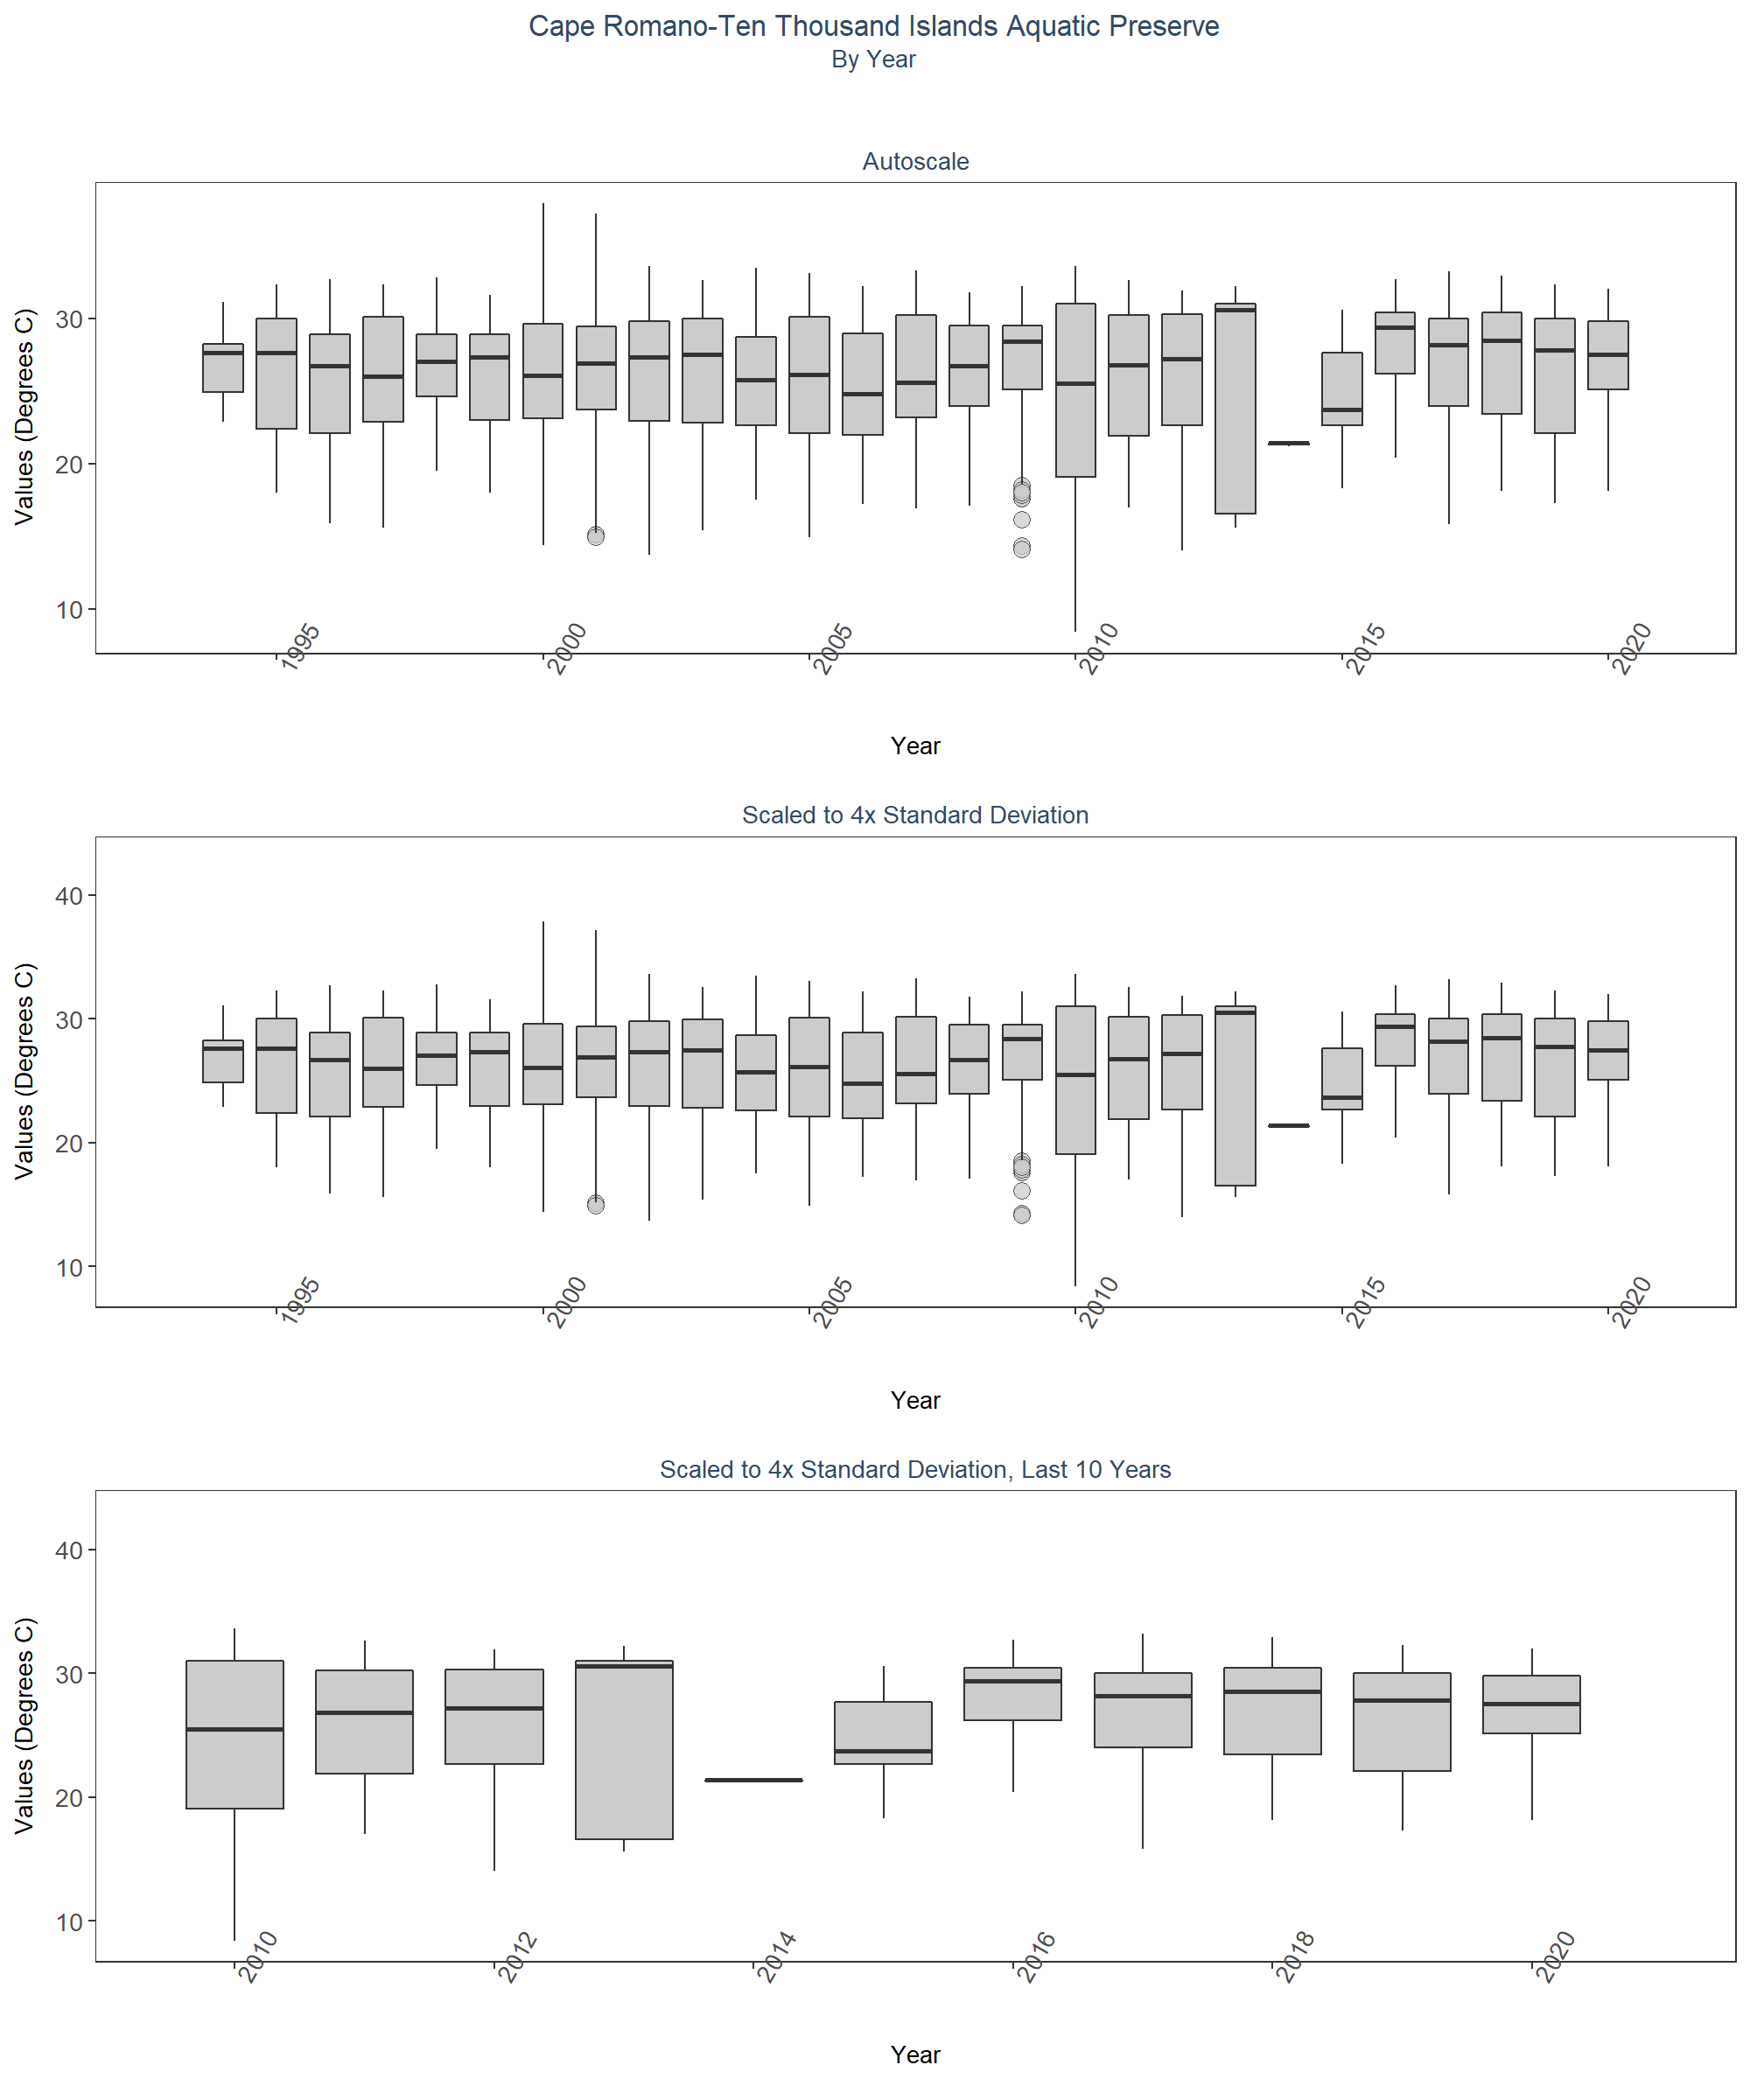 Cape Romano-Ten Thousand Islands Aquatic Preserve
By Year
Autoscale
Values (Degrees C)
30
20
10
1995 2000 2005 2010 2015 2020
Year
Scaled to 4x Standard Deviation
Values (Degrees C)
40
30
20
10
1995 2000 2005 2010 2015 2020
Year
Scaled to 4x Standard Deviation, Last 10 Years
Values (Degrees C)
40
30
20
10
2010 2012 2014 2016 2018 2020
Year